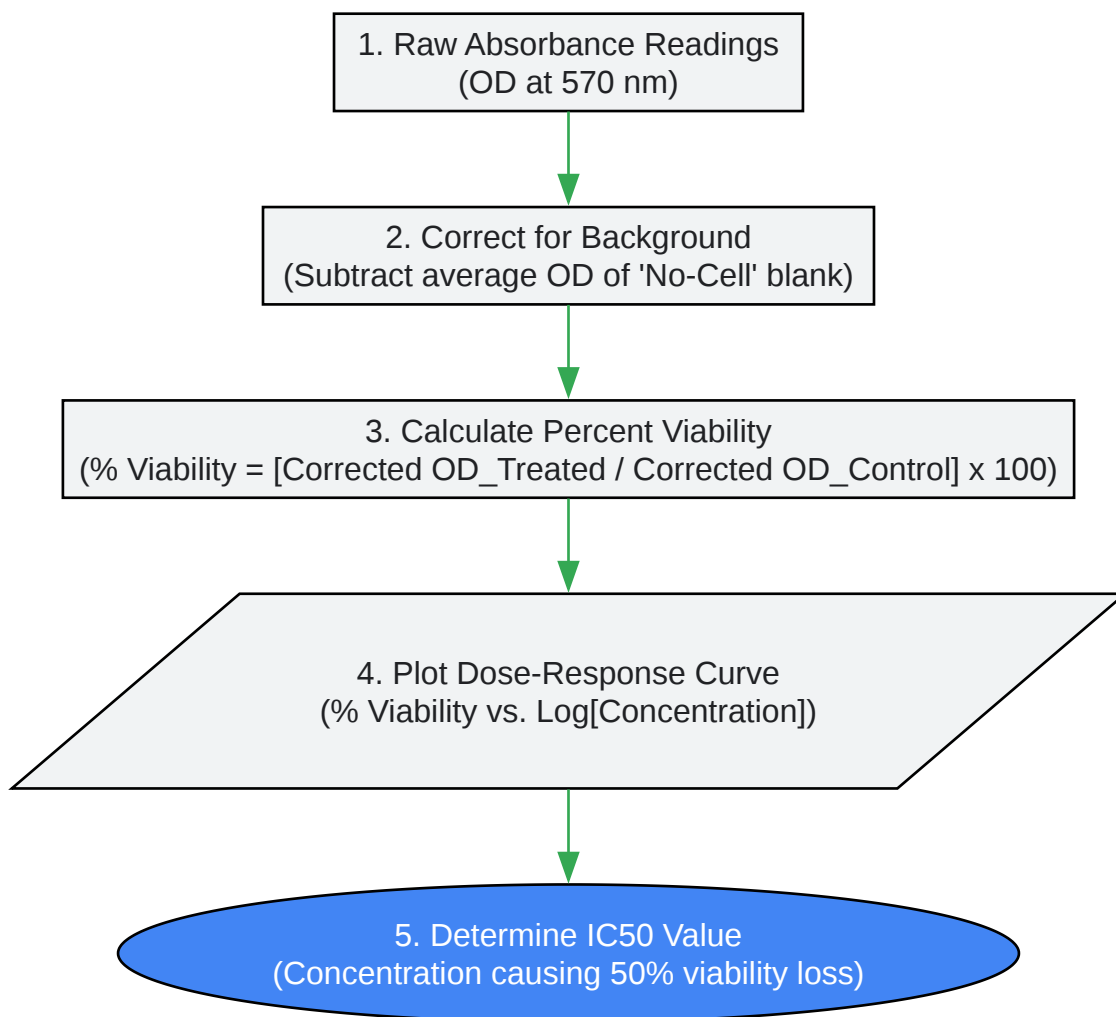 1. Raw Absorbance Readings
(OD at 570 nm)
2. Correct for Background
(Subtract average OD of 'No-Cell' blank)
3. Calculate Percent Viability
(% Viability = [Corrected OD_Treated / Corrected OD_Control] x 100)
4. Plot Dose-Response Curve
(% Viability vs. Log[Concentration])
5. Determine IC50 Value
(Concentration causing 50% viability loss)